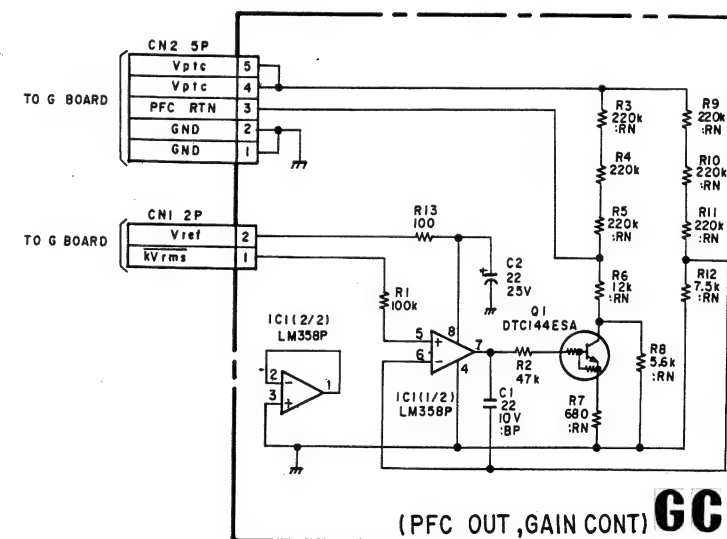 CN2 5P
Vptc 5
Vptc 4
PFC RTN 3
GND 2
GND 1
TO G BOARD
CN1 2P
Vref 2
kVrms 1
TO G BOARD
R13
100
R1
100k
C2
22
25V
IC1(2/2)
LM358P
2
3
1
-
+
5
6
8
7
4
+
-
IC1(1/2)
LM358P
C1
22
10V
:BP
R2
47k
Q1
DTC144ESA
R3
220k
:RN
R4
220k
R5
220k
:RN
R6
12k
:RN
R7
680
:RN
R8
5.6k
:RN
R9
220k
:RN
R10
220k
:RN
R11
220k
:RN
R12
7.5k
:RN
(PFC OUT,GAIN CONT) GC